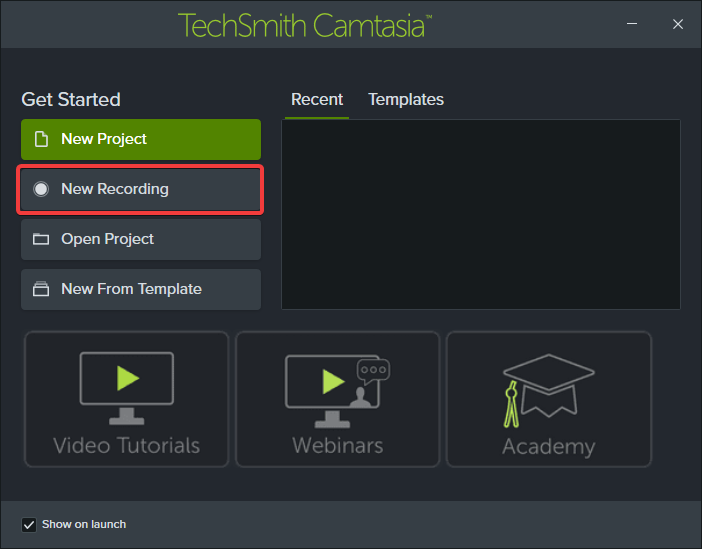 TechSmith Camtasia™
Get Started
Recent Templates
New Project
New Recording
Open Project
New From Template
Video Tutorials
Webinars
Academy
Show on launch